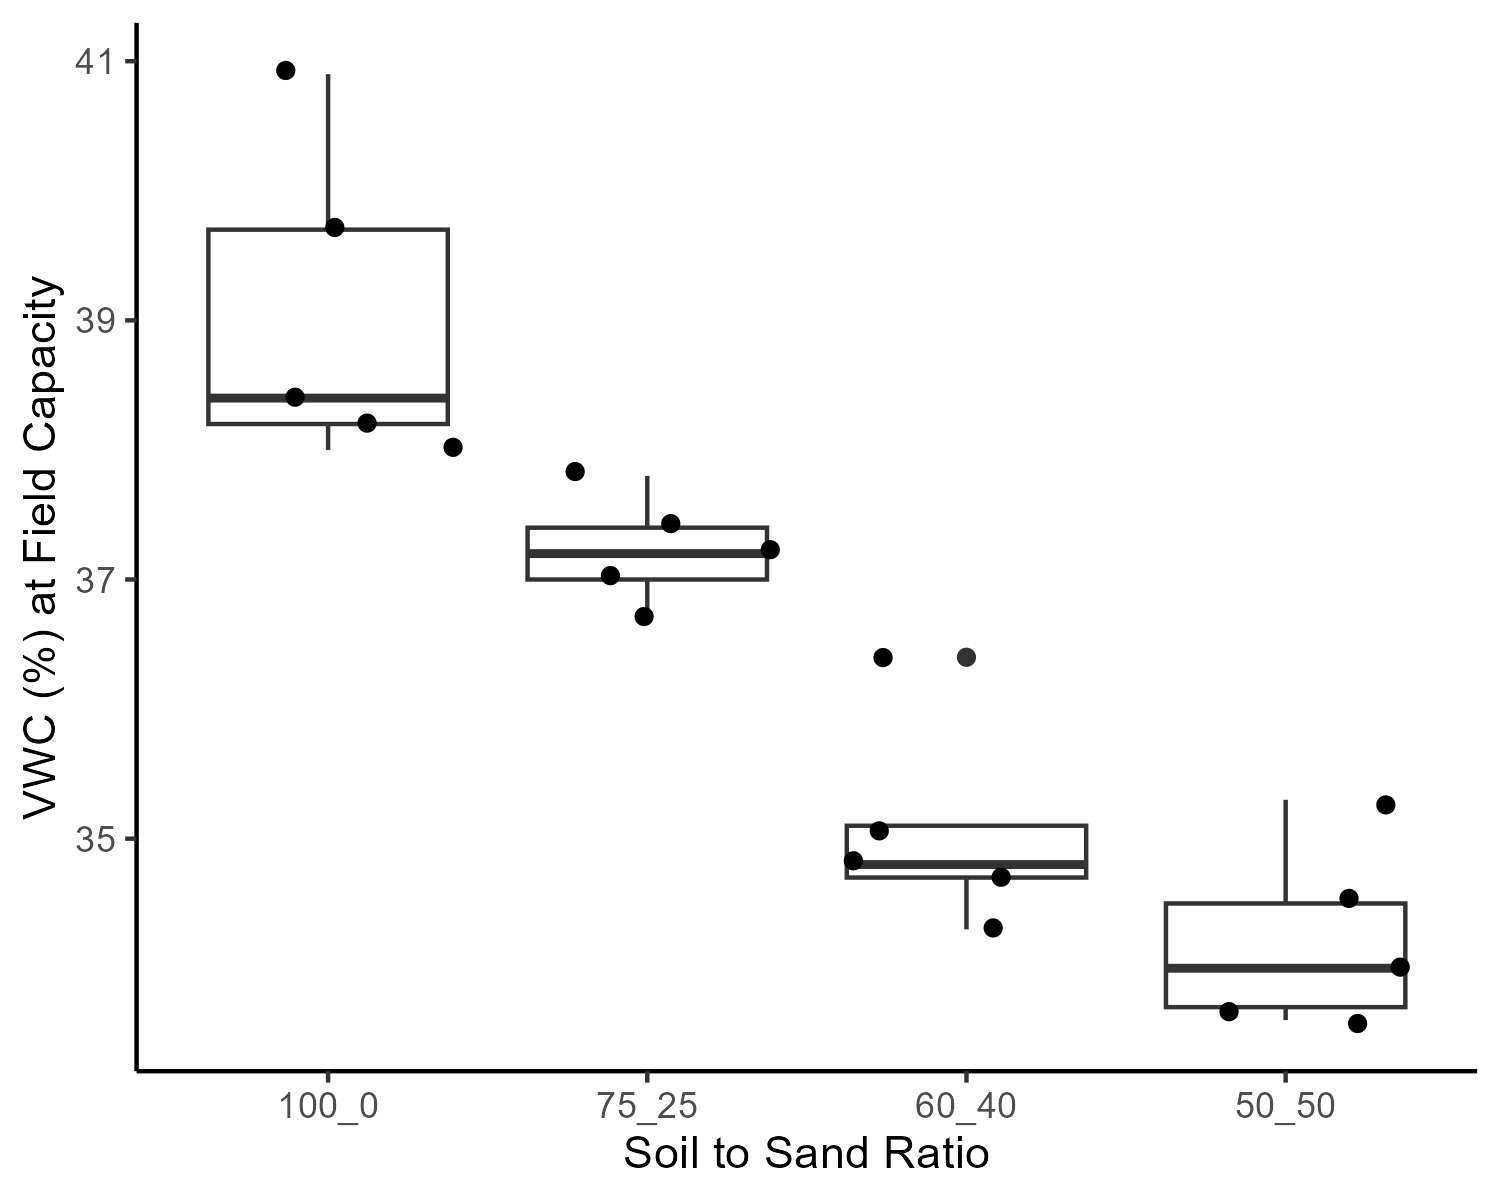 VWC (%) at Field Capacity
41
39
37
35
100_0 75_25 60_40 50_50
Soil to Sand Ratio